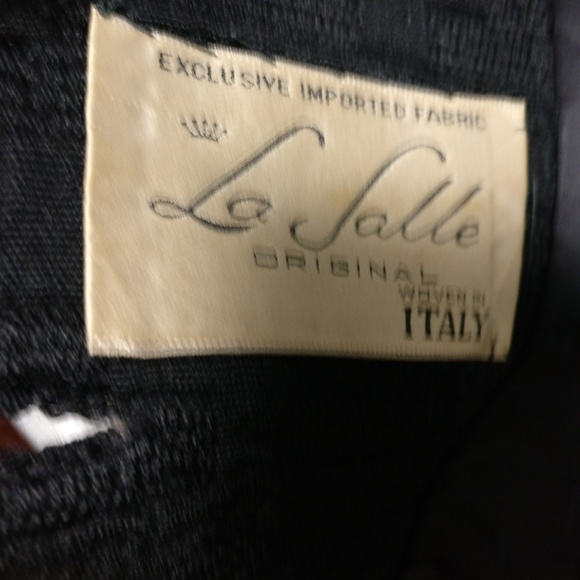 EXCLUSIVE IMPORTED FABRIC
La Salle
ORIGINAL
WOVEN IN
ITALY